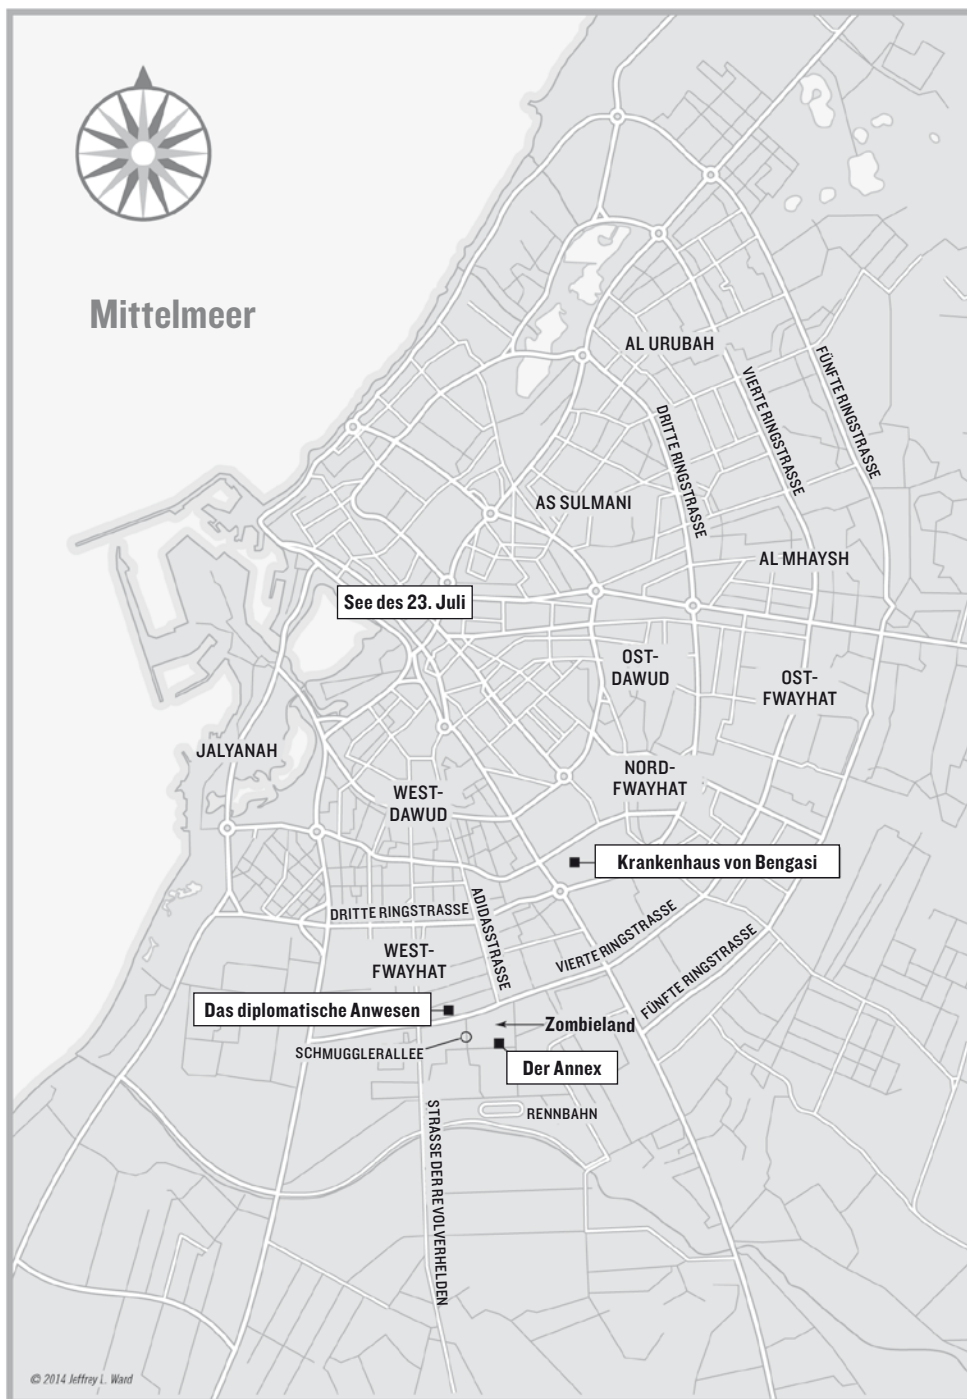 Mittelmeer
AL URUBAH
VIERTE RINGSTRASSE
FÜNFTE RINGSTRASSE
DRITTE RINGSTRASSE
AS SULMANI
AL MHAYSH
See des 23. Juli
OST-
DAWUD
OST-
FWAYHAT
JALYANAH
NORD-
FWAYHAT
WEST-
DAWUD
Krankenhaus von Bengasi
DRITTE RINGSTRASSE
ADIDASSTRASSE
VIERTE RINGSTRASSE
FÜNFTE RINGSTRASSE
WEST-
FWAYHAT
Das diplomatische Anwesen
Zombieland
SCHMUGGLERALLEE
Der Annex
RENNBAHN
STRASSE DER REVOLVERHELDEN
© 2014 Jeffrey L. Ward